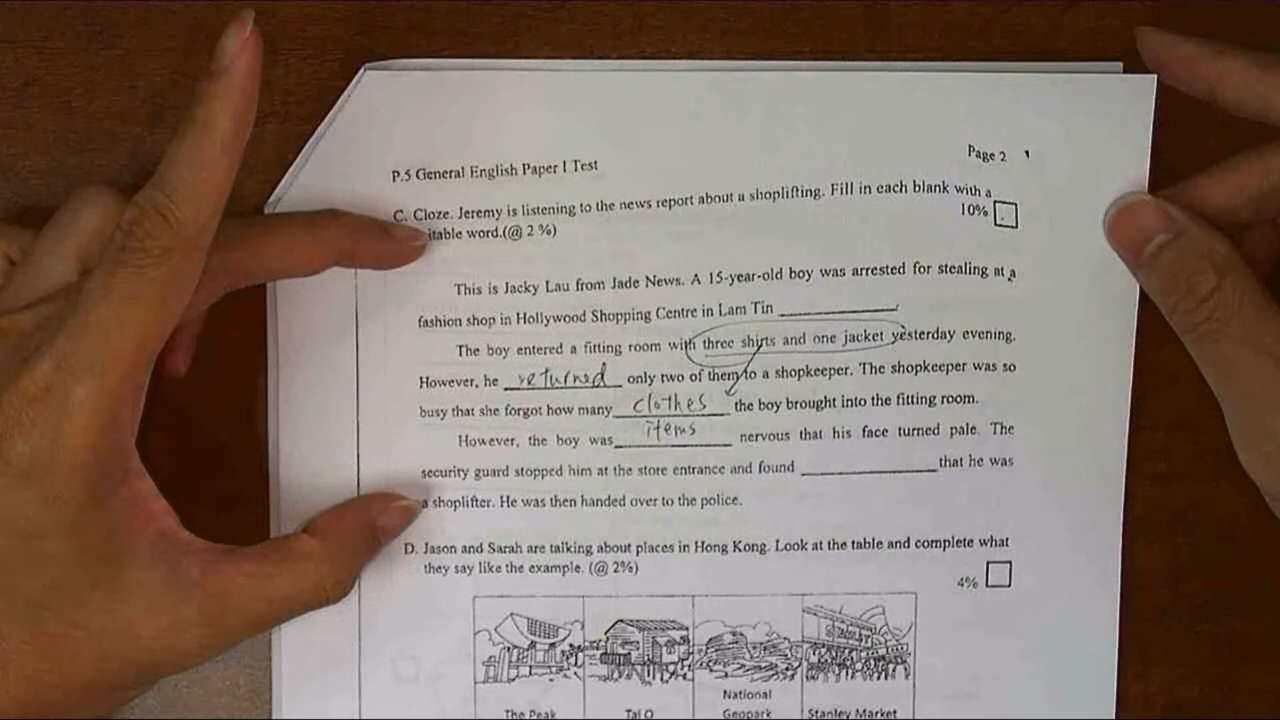 P.5 General English Paper I Test
Page 2
C. Cloze. Jeremy is listening to the news report about a shoplifting. Fill in each blank with a
itable word.(@ 2 %)
10%
This is Jacky Lau from Jade News. A 15-year-old boy was arrested for stealing at a
fashion shop in Hollywood Shopping Centre in Lam Tin ____________.
The boy entered a fitting room with three shirts and one jacket yesterday evening.
However, he returned only two of them to a shopkeeper. The shopkeeper was so
busy that she forgot how many clothes the boy brought into the fitting room.
items
However, the boy was ____________ nervous that his face turned pale. The
security guard stopped him at the store entrance and found ____________ that he was
a shoplifter. He was then handed over to the police.
D. Jason and Sarah are talking about places in Hong Kong. Look at the table and complete what
they say like the example. (@ 2%)
4%
STANLEY
The Peak Tai O National Geopark Stanley Market